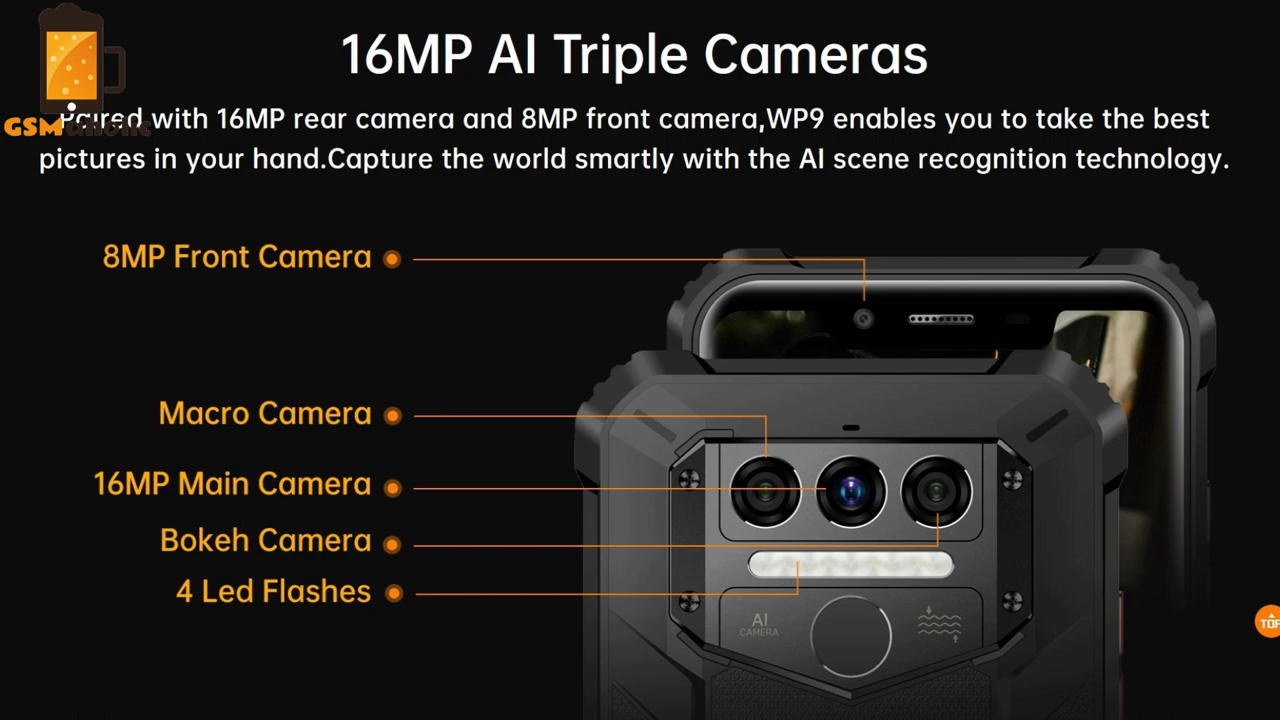 16MP AI Triple Cameras
GSMaholic
Paired with 16MP rear camera and 8MP front camera,WP9 enables you to take the best
pictures in your hand.Capture the world smartly with the AI scene recognition technology.
8MP Front Camera
Macro Camera
16MP Main Camera
Bokeh Camera
4 Led Flashes
AI
CAMERA
TOP